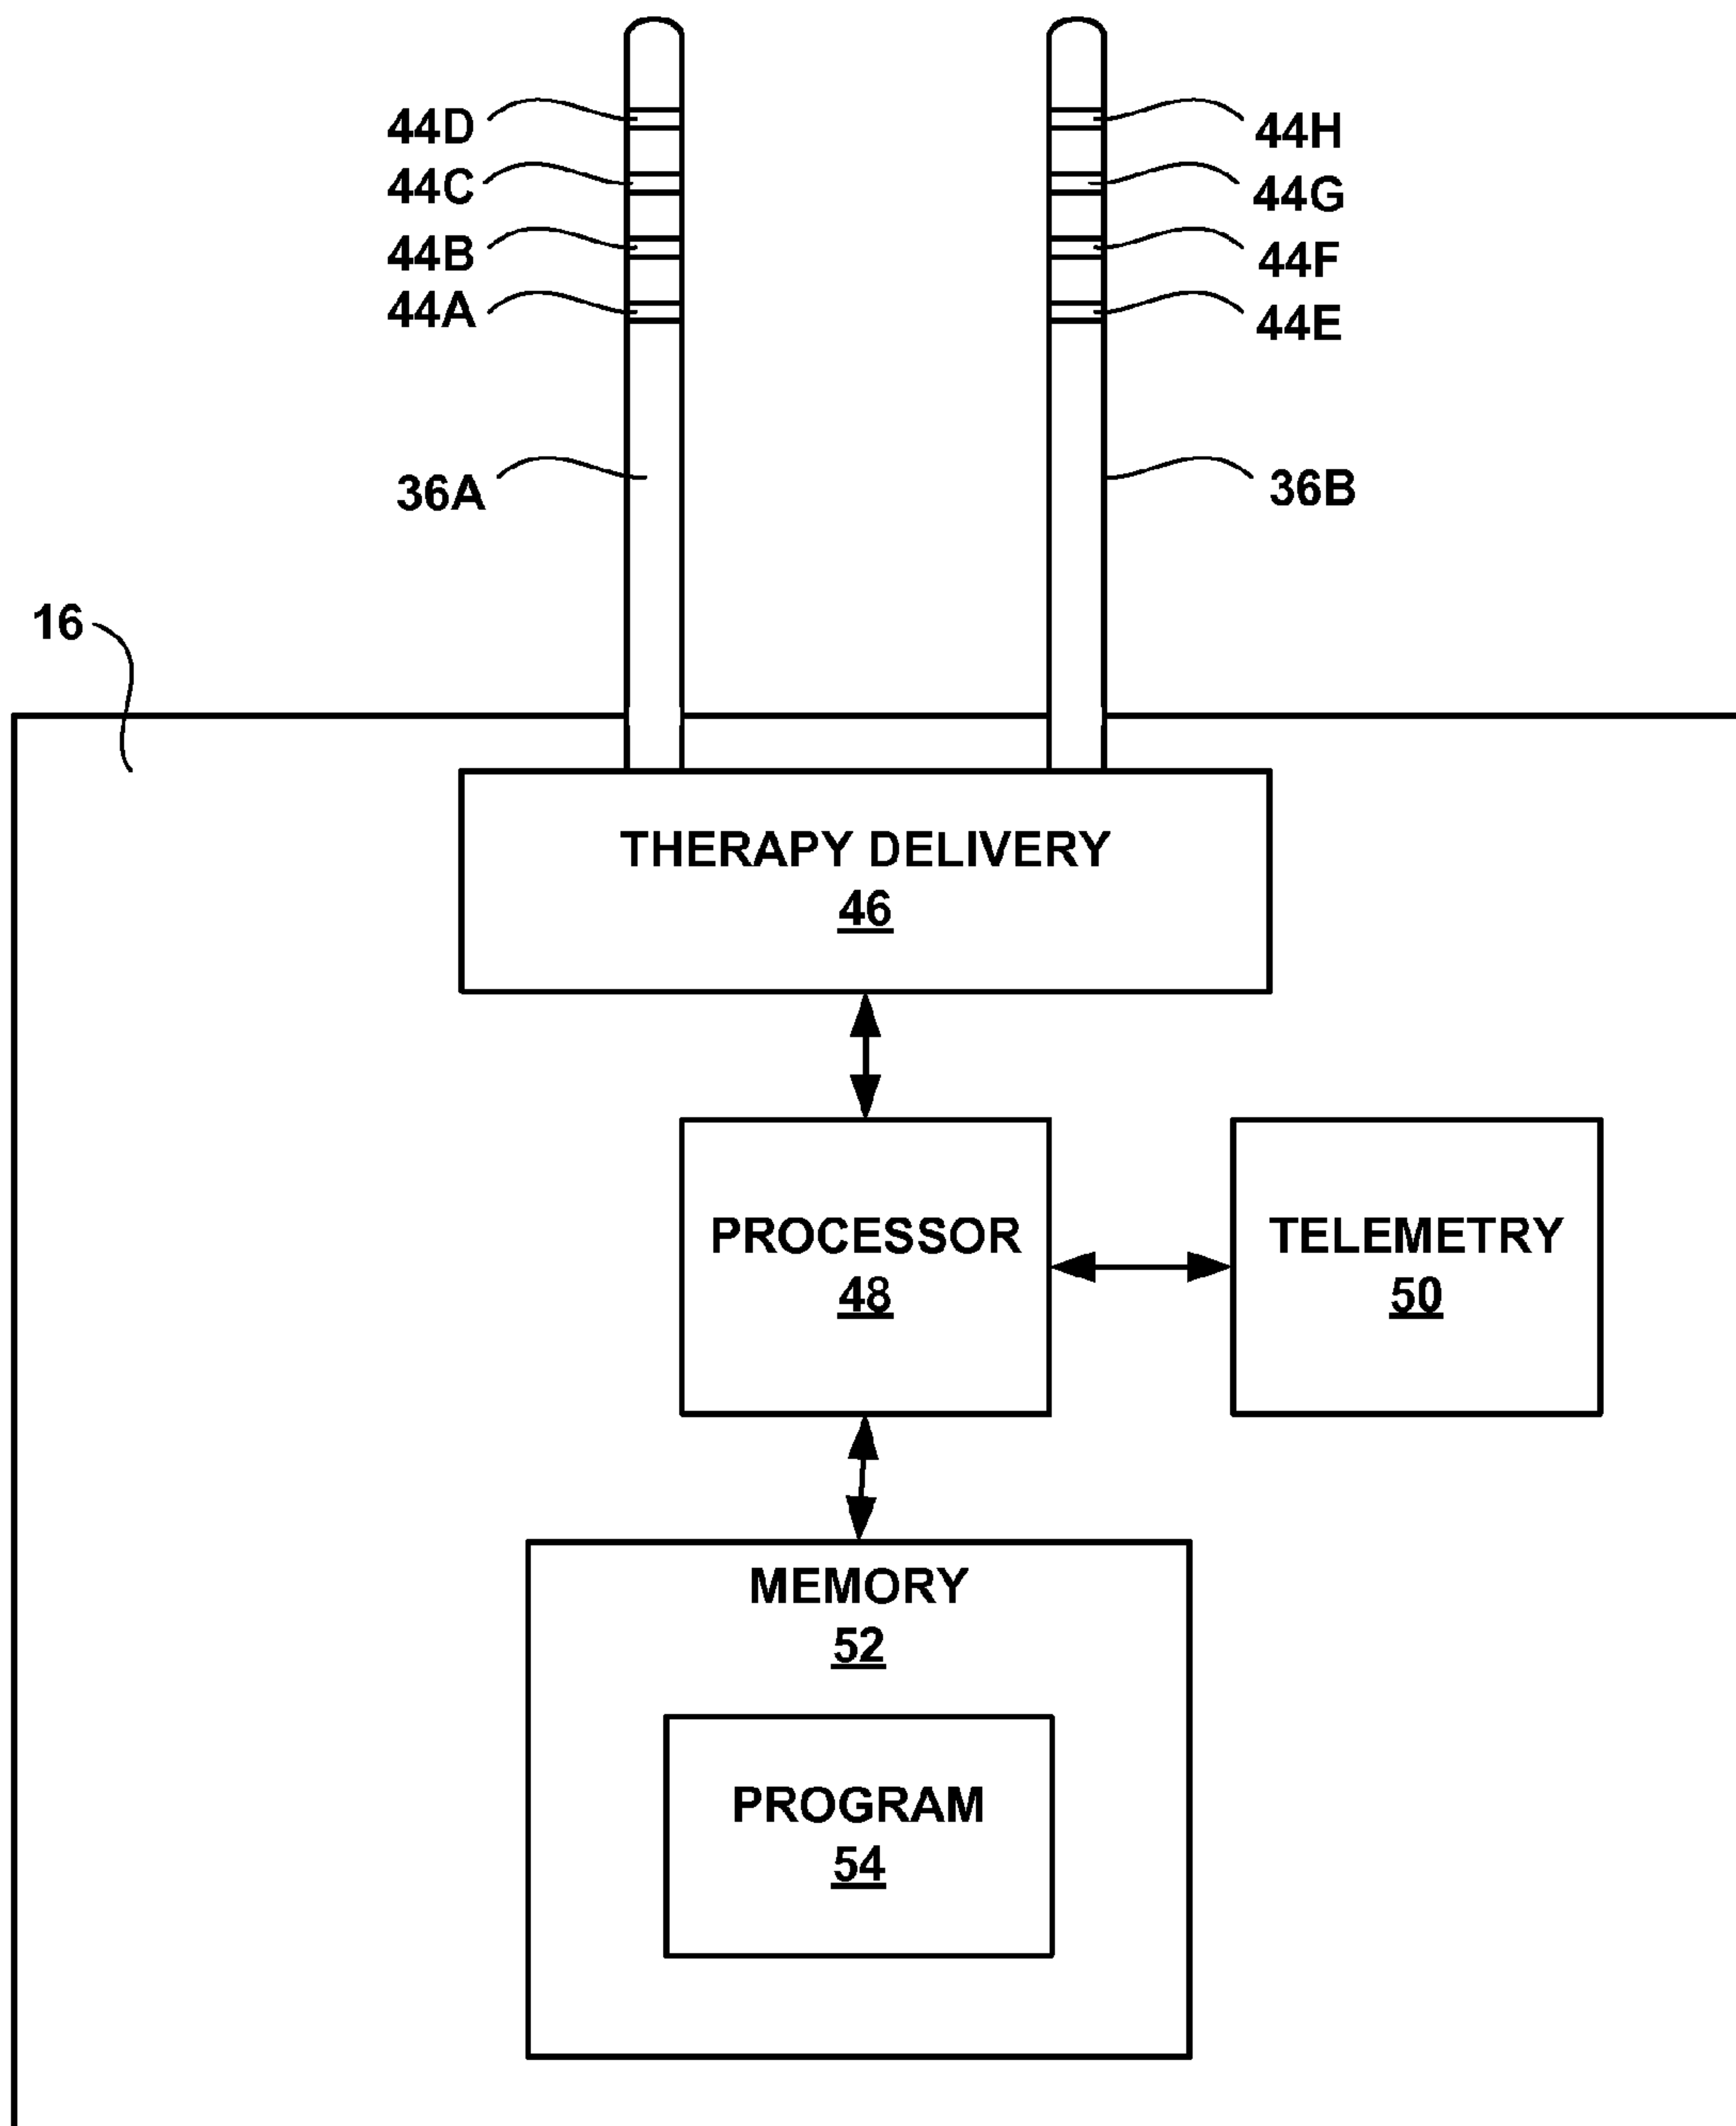 44D
44H
44C
44G
44B
44F
44A
44E
36A
36B
16
THERAPY DELIVERY
46
PROCESSOR
48
TELEMETRY
50
MEMORY
52
PROGRAM
54